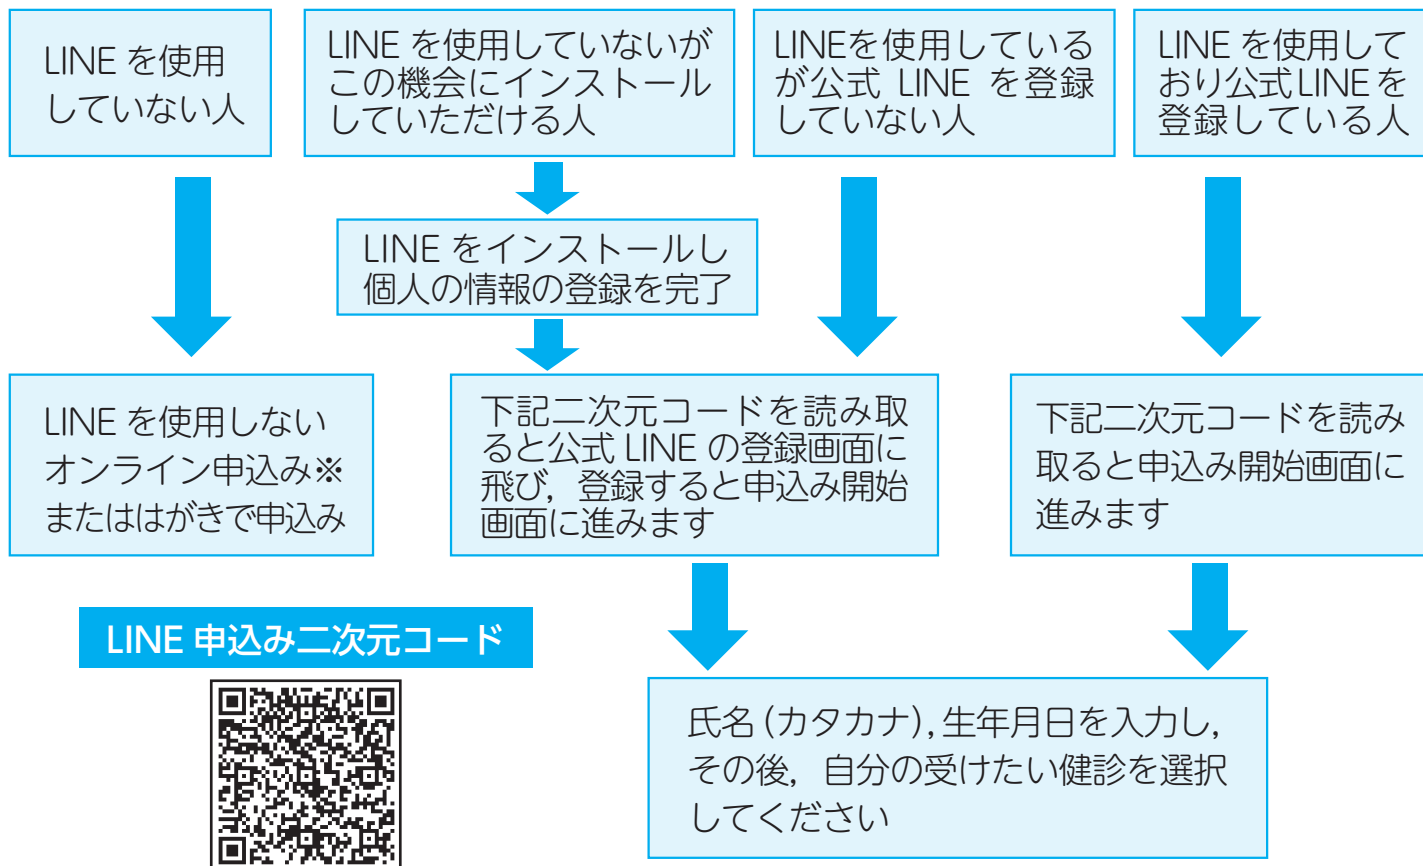 LINE を使用
していない人
LINE を使用していないが
この機会にインストール
していただける人
LINEを使用している
が公式 LINE を登録
していない人
LINE を使用して
おり公式LINEを
登録している人
LINE をインストールし
個人の情報の登録を完了
LINE を使用しない
オンライン申込み※
またははがきで申込み
下記二次元コードを読み取
ると公式 LINE の登録画面に
飛び，登録すると申込み開始
画面に進みます
下記二次元コードを読み
取ると申込み開始画面に
進みます
LINE 申込み二次元コード
氏名（カタカナ），生年月日を入力し，
その後，自分の受けたい健診を選択
してください